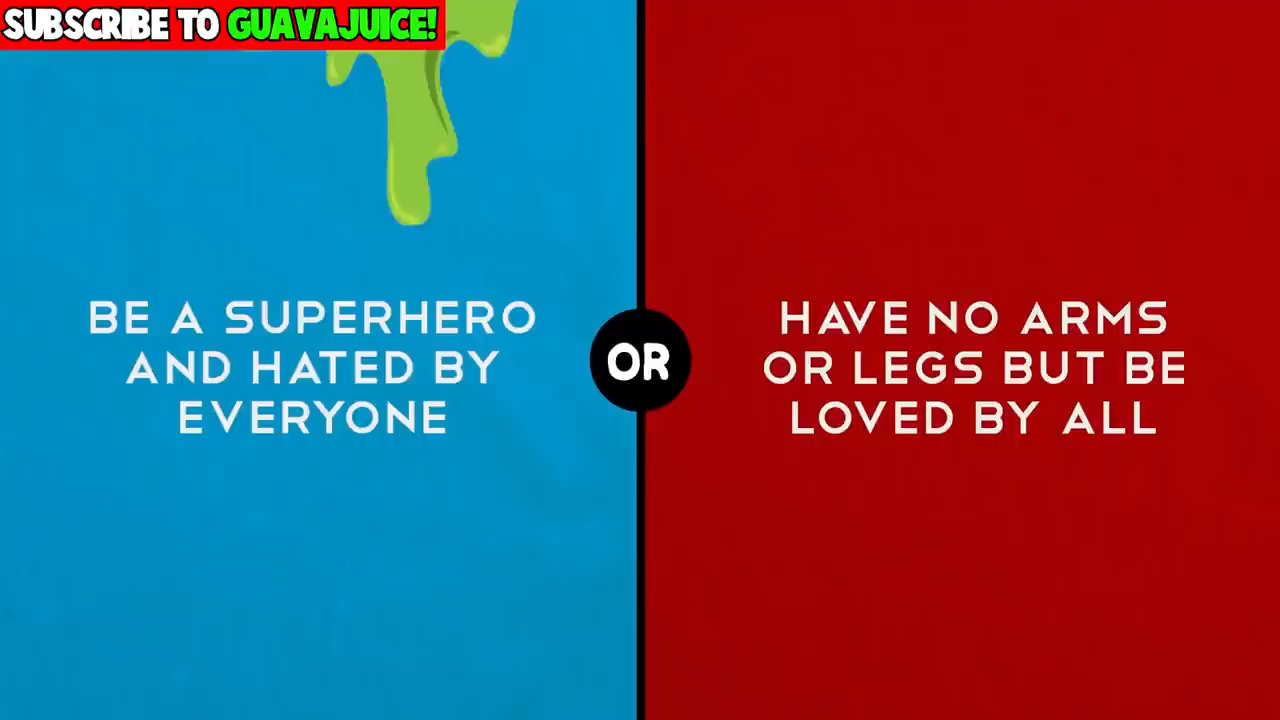 SUBSCRIBE TO GUAVAJUICE!
BE A SUPERHERO
AND HATED BY
EVERYONE
OR
HAVE NO ARMS
OR LEGS BUT BE
LOVED BY ALL